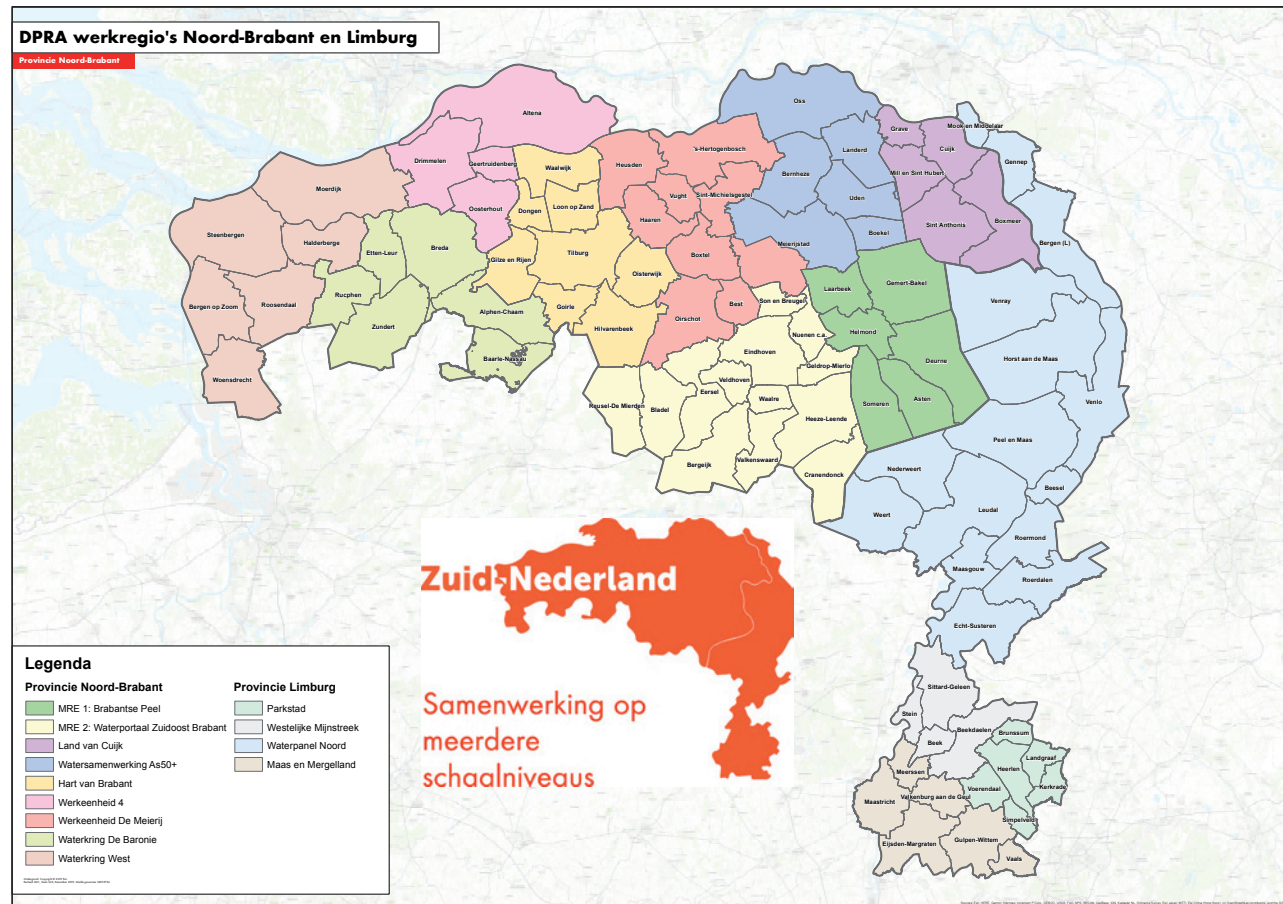 DPRA werkregio's Noord-Brabant en Limburg
Provincie Noord-Brabant
Altena
Oss
Grave
Mook en Middelaar
Cuijk
Gennep
Drimmelen
Geertruidenberg
Waalwijk
Heusden
's-Hertogenbosch
Landerd
Bernheze
Mill en Sint Hubert
Moerdijk
Oosterhout
Dongen
Loon op Zand
Vught
Sint-Michielsgestel
Haaren
Uden
Sint Anthonis
Boxmeer
Steenbergen
Halderberge
Etten-Leur
Breda
Gilze en Rijen
Tilburg
Oisterwijk
Boxtel
Meierijstad
Boekel
Bergen (L)
Bergen op Zoom
Roosendaal
Rucphen
Zundert
Alphen-Chaam
Goirle
Hilvarenbeek
Oirschot
Best
Son en Breugel
Laarbeek
Gemert-Bakel
Venray
Woensdrecht
Baarle-Nassau
Nuenen c.a.
Helmond
Eindhoven
Geldrop-Mierlo
Deurne
Horst aan de Maas
Reusel-De Mierden
Bladel
Eersel
Veldhoven
Waalre
Heeze-Leende
Someren
Asten
Venlo
Bergeijk
Valkenswaard
Cranendonck
Peel en Maas
Nederweert
Beesel
Weert
Leudal
Roermond
Maasgouw
Roerdalen
Echt-Susteren
Sittard-Geleen
Stein
Beekdaelen
Beek
Brunssum
Landgraaf
Heerlen
Meerssen
Voerendaal
Kerkrade
Maastricht
Valkenburg aan de Geul
Simpelveld
Eijsden-Margraten
Gulpen-Wittem
Vaals
Zuid-Nederland
Samenwerking op
meerdere
schaalniveaus
Legenda
Provincie Noord-Brabant
MRE 1: Brabantse Peel
MRE 2: Waterportaal Zuidoost Brabant
Land van Cuijk
Watersamenwerking As50+
Hart van Brabant
Werkeenheid 4
Werkeenheid De Meierij
Waterkring De Baronie
Waterkring West
Provincie Limburg
Parkstad
Westelijke Mijnstreek
Waterpanel Noord
Maas en Mergelland